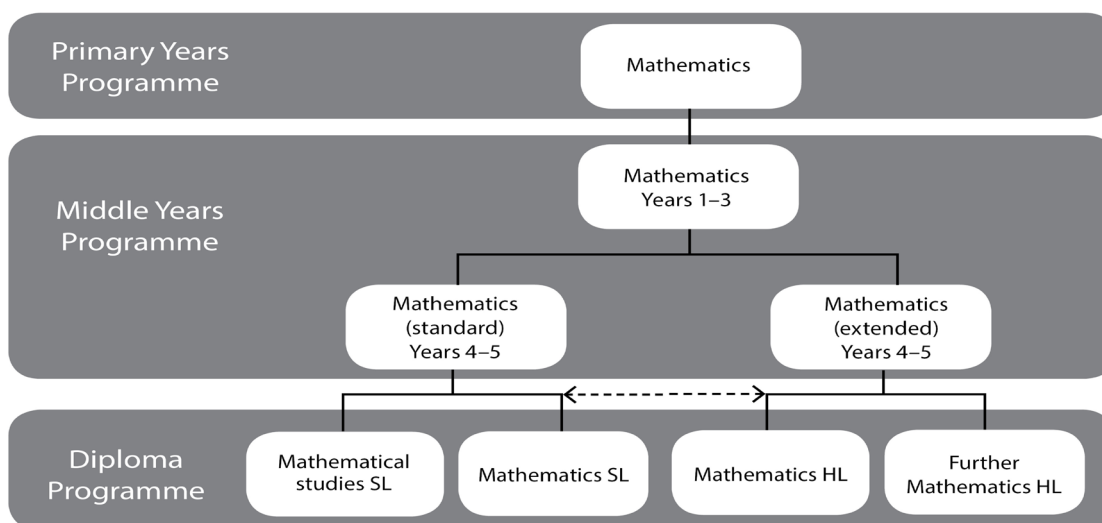 Primary Years
Programme
Mathematics
Middle Years
Programme
Mathematics
Years 1–3
Mathematics
(standard)
Years 4–5
Mathematics
(extended)
Years 4–5
Diploma
Programme
Mathematical
studies SL
Mathematics SL
Mathematics HL
Further
Mathematics HL